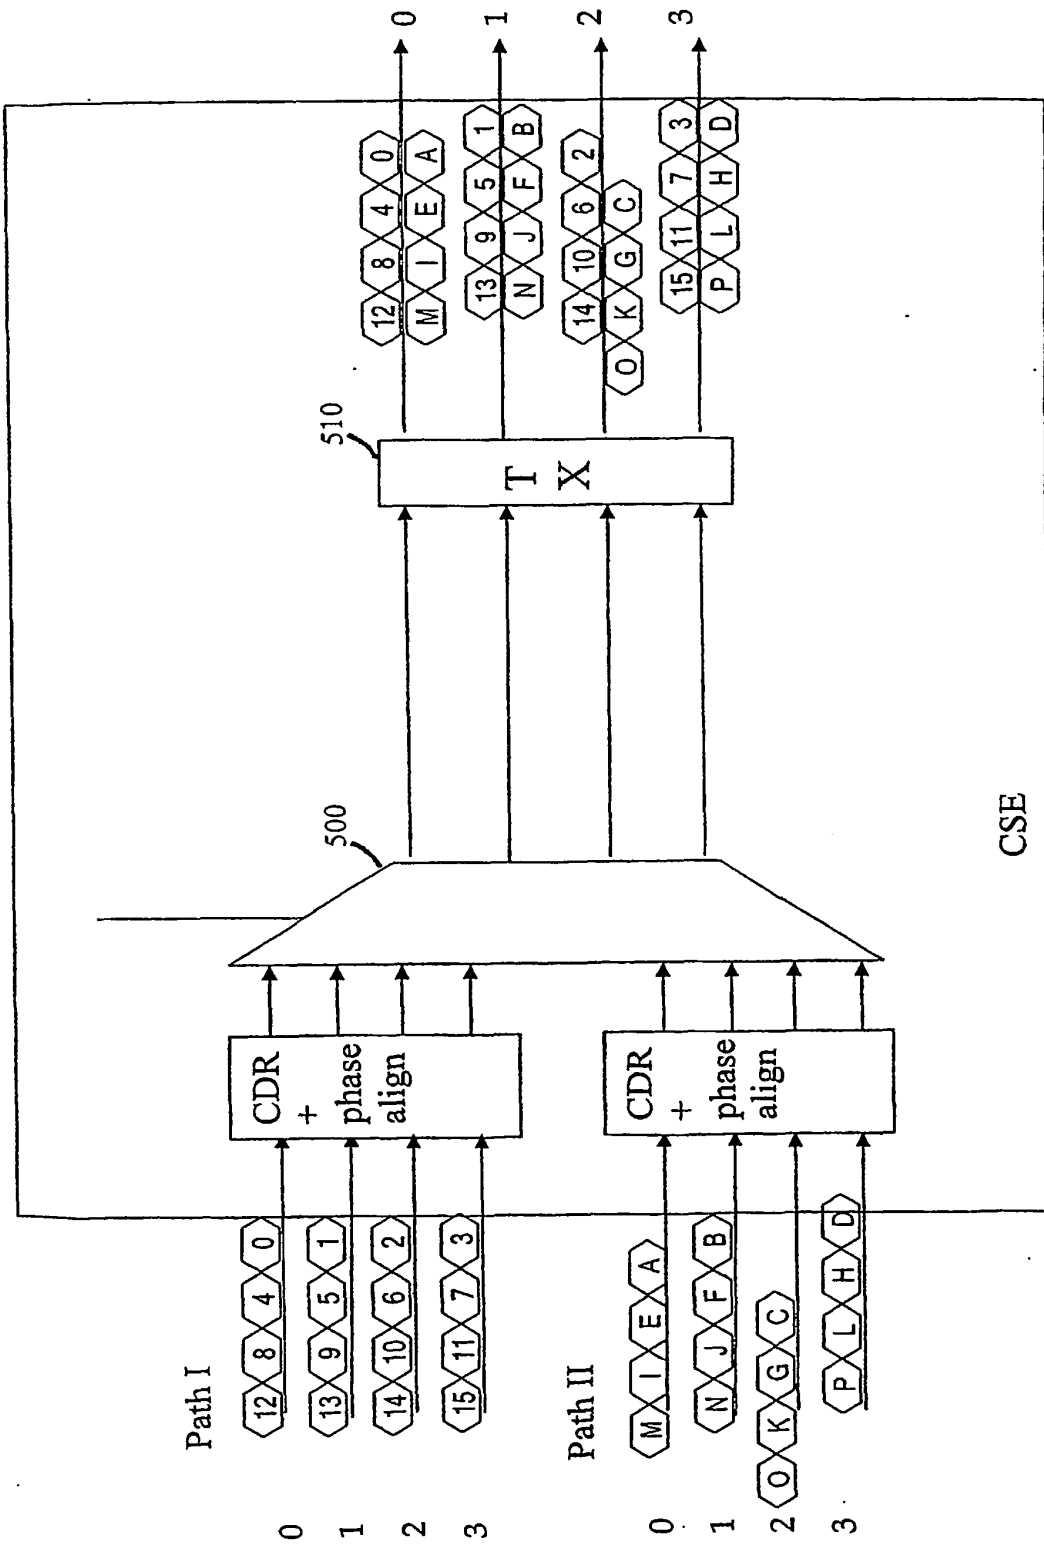 Path I
0 12 8 4 0
1 13 9 5 1
2 14 10 6 2
3 15 11 7 3
CDR
+
phase
align
Path II
0 M I E A
1 N J F B
2 O K G C
3 P L H D
CDR
+
phase
align
500
510
T
X
12 8 4 0 0
M I E A
13 9 5 1 1
N J F B
14 10 6 2 2
O K G C
15 11 7 3 3
P L H D
CSE